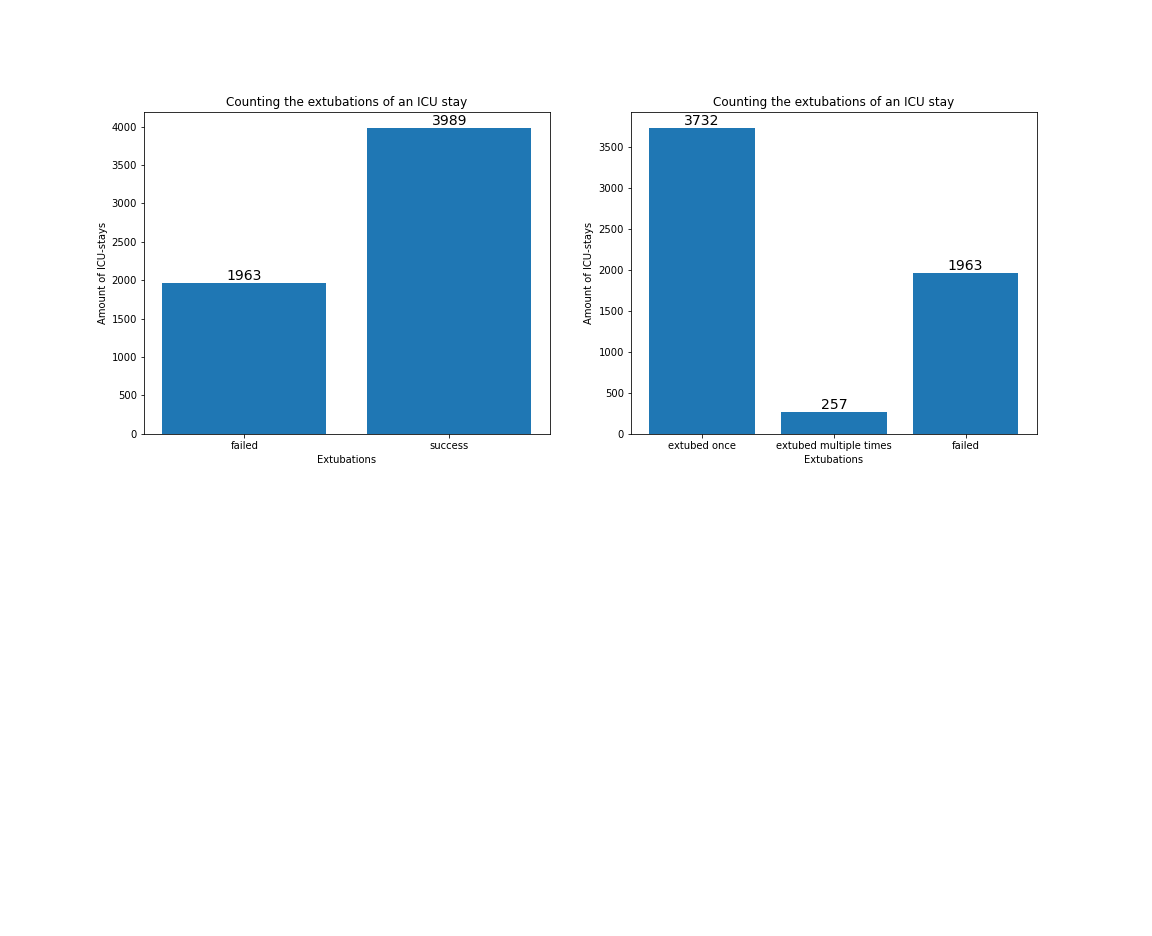 Counting the extubations of an ICU stay
3989
1963
4000
3500
3000
2500
2000
1500
1000
500
0
Amount of ICU-stays
failed success
Extubations
Counting the extubations of an ICU stay
3732
257
1963
3500
3000
2500
2000
1500
1000
500
0
Amount of ICU-stays
extubed once extubed multiple times failed
Extubations